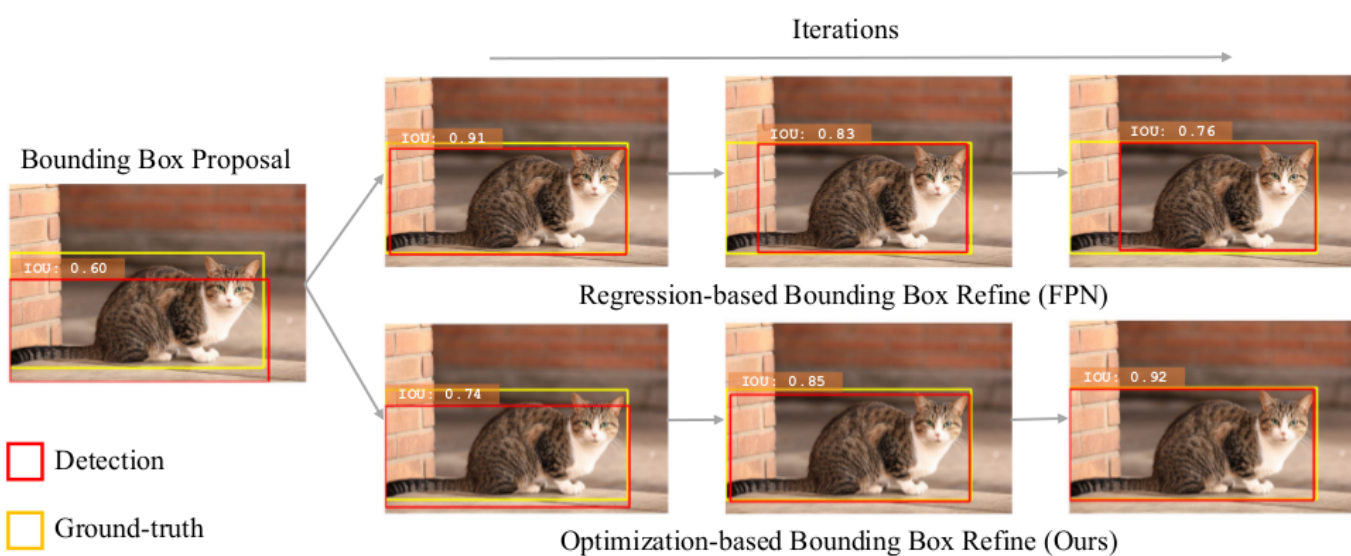 Iterations
Bounding Box Proposal
IOU: 0.60
IOU: 0.91
IOU: 0.83
IOU: 0.76
Regression-based Bounding Box Refine (FPN)
IOU: 0.74
IOU: 0.85
IOU: 0.92
Optimization-based Bounding Box Refine (Ours)
Detection
Ground-truth